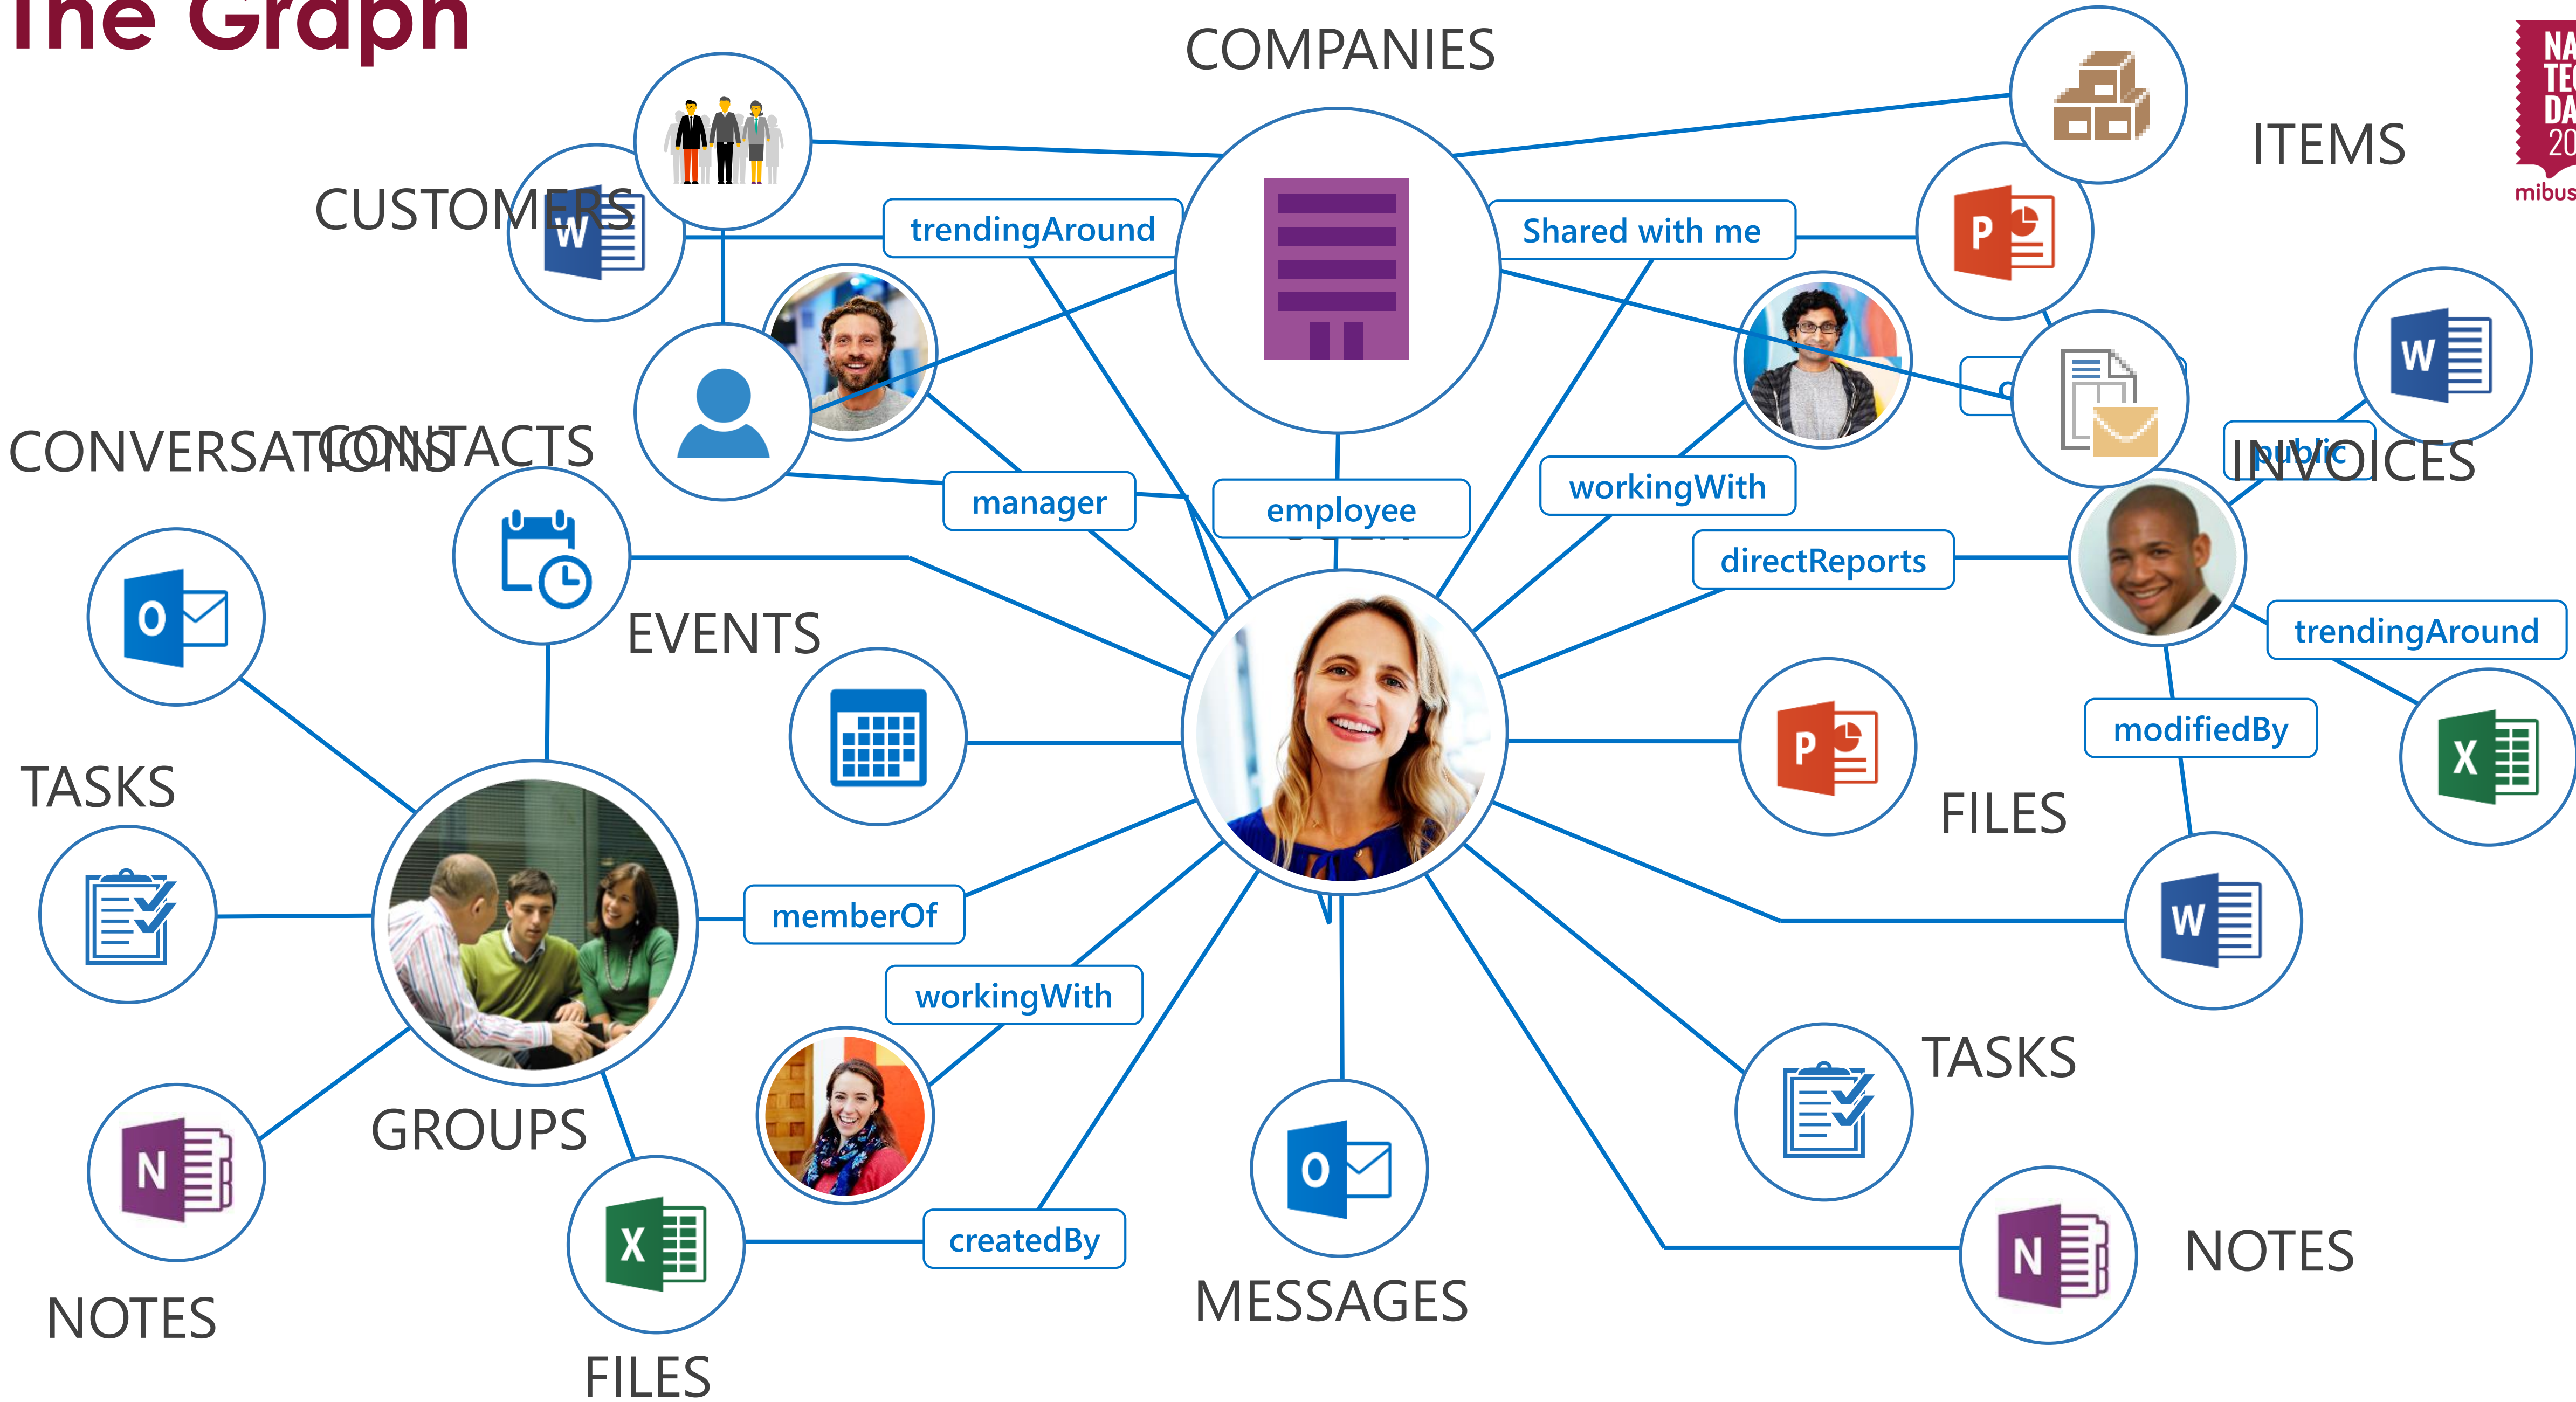 The Graph
COMPANIES
ITEMS
CUSTOMERS
W
trendingAround
Shared with me
P
W
CONVERSATIONS
CONTACTS
public
INVOICES
manager
employee
workingWith
directReports
O
EVENTS
trendingAround
P
modifiedBy
X
TASKS
FILES
memberOf
W
workingWith
TASKS
GROUPS
N
O
X
createdBy
N
NOTES
MESSAGES
NOTES
FILES